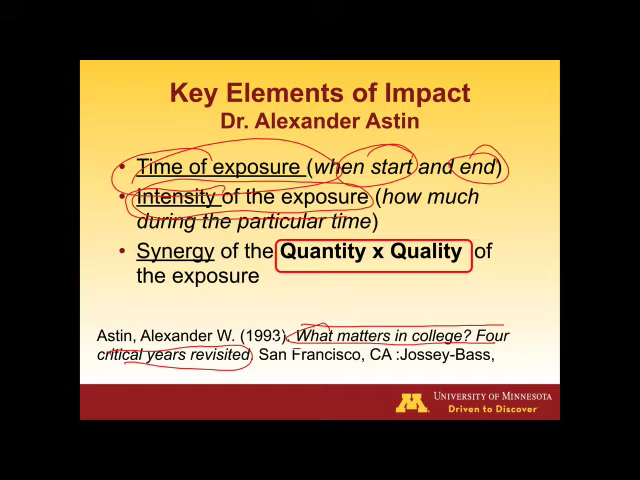 Key Elements of Impact
Dr. Alexander Astin
• Time of exposure (when start and end)
• Intensity of the exposure (how much
during the particular time)
• Synergy of the Quantity x Quality of
the exposure
Astin, Alexander W. (1993). What matters in college? Four
critical years revisited. San Francisco, CA :Jossey-Bass,
M UNIVERSITY OF MINNESOTA
Driven to Discover